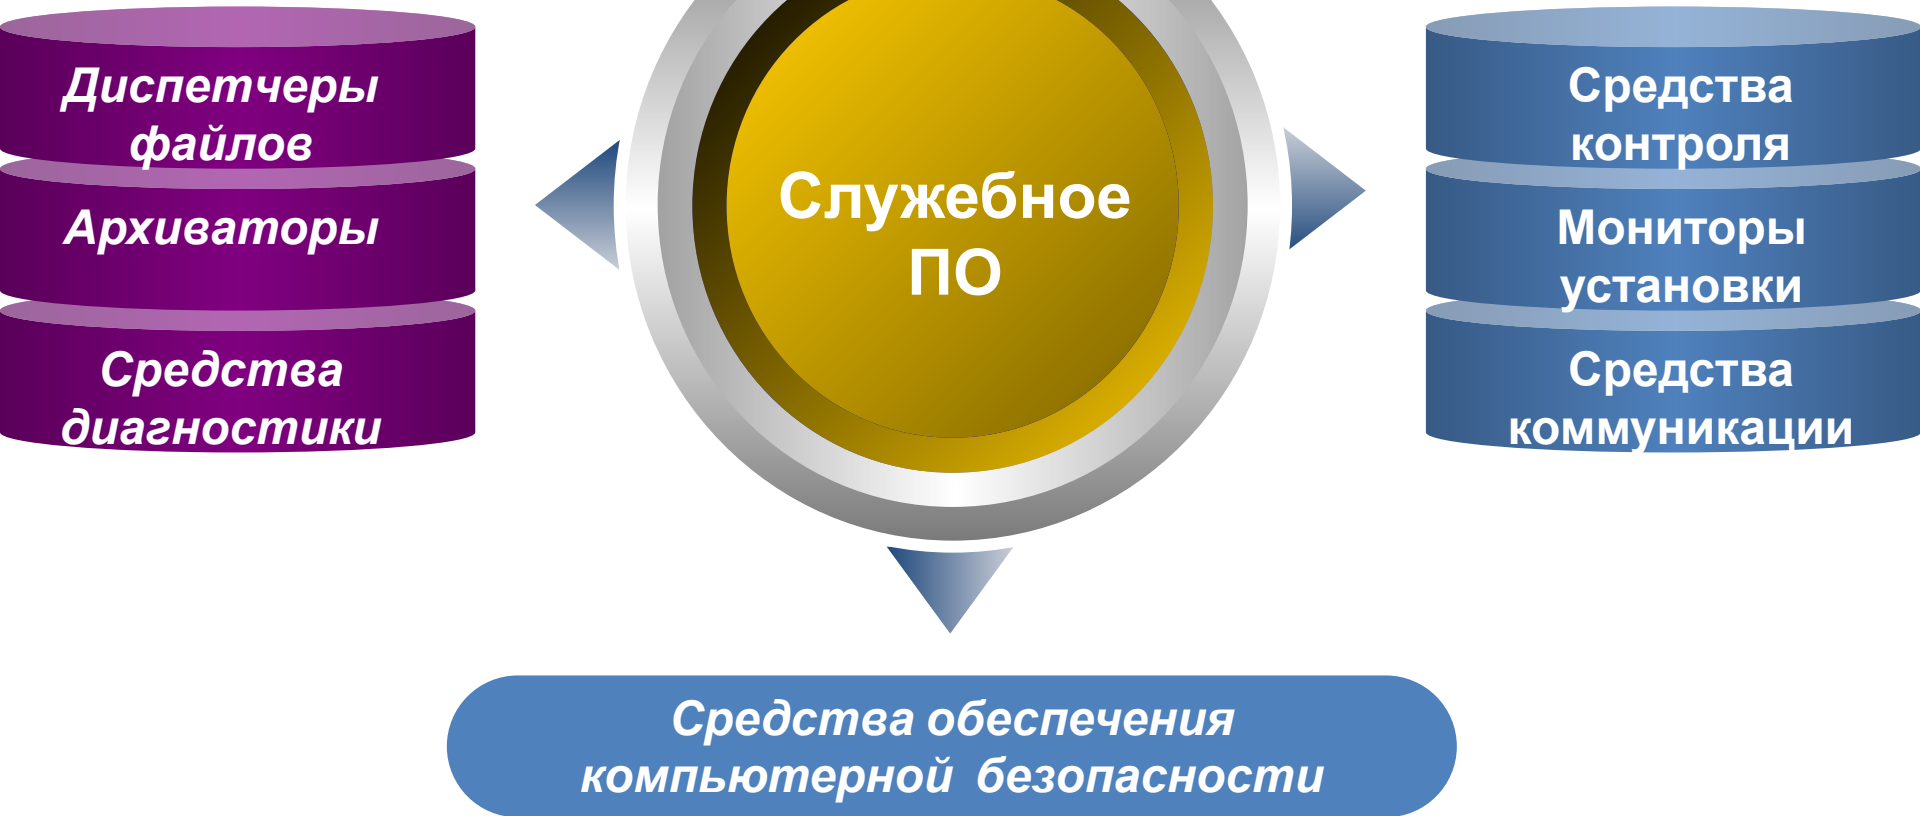 Диспетчеры
файлов
Архиваторы
Средства
диагностики
Служебное
ПО
Средства
контроля
Мониторы
установки
Средства
коммуникации
Средства обеспечения
компьютерной безопасности